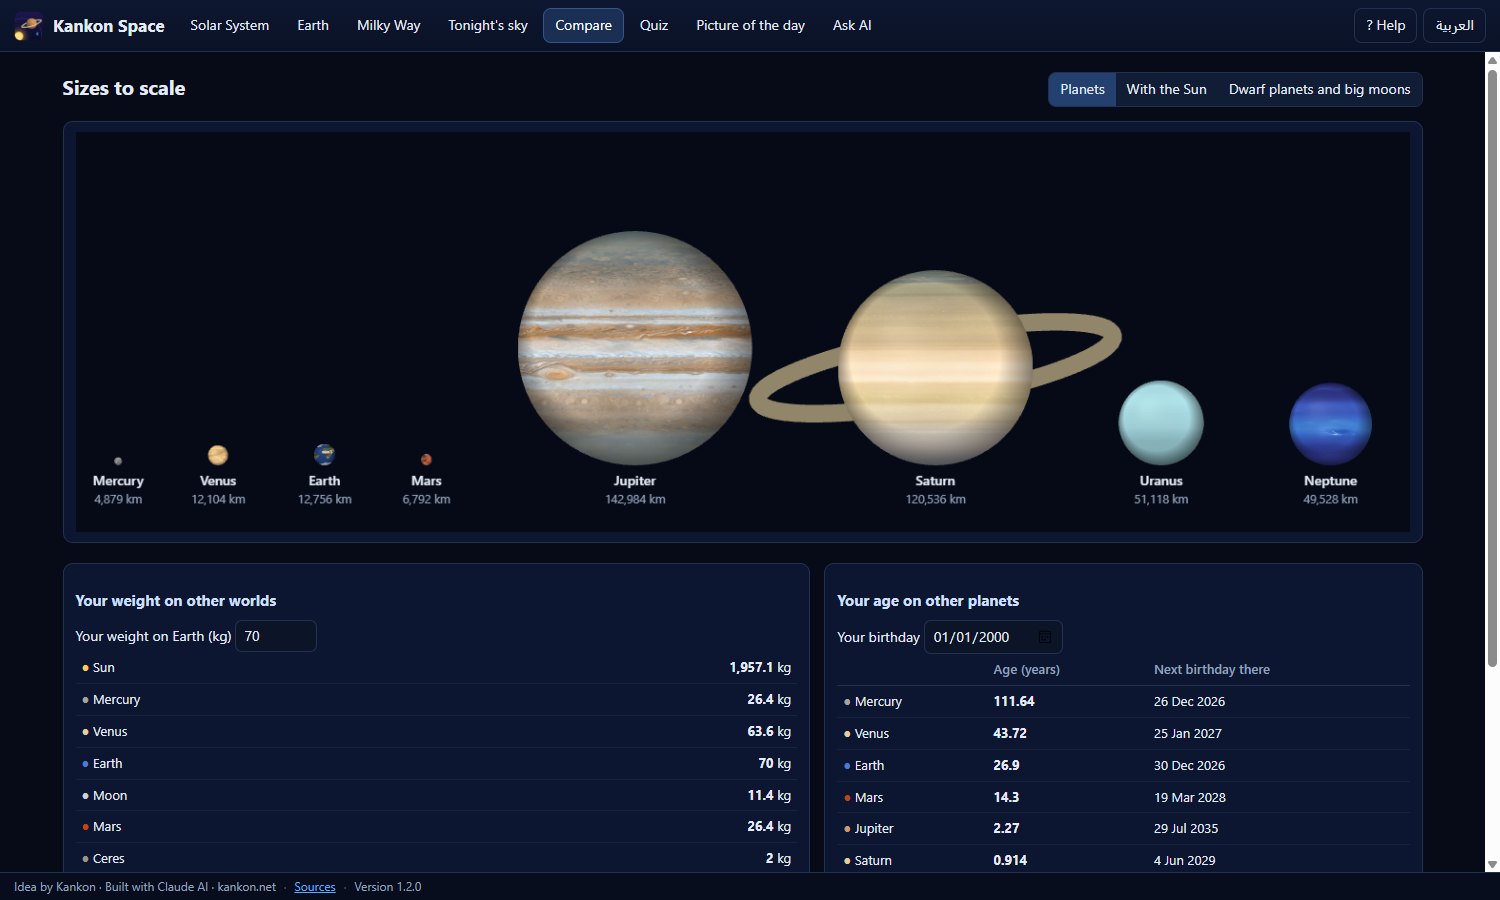 Kankon Space Solar System Earth Milky Way Tonight's sky Compare Quiz Picture of the day Ask AI ? Help العربية
Sizes to scale
Planets With the Sun Dwarf planets and big moons
Mercury Venus Earth Mars Jupiter Saturn Uranus Neptune
4,879 km 12,104 km 12,756 km 6,792 km 142,984 km 120,536 km 51,118 km 49,528 km
Your weight on other worlds
Your weight on Earth (kg) 70
Sun 1,957.1 kg
Mercury 26.4 kg
Venus 63.6 kg
Earth 70 kg
Moon 11.4 kg
Mars 26.4 kg
Ceres 2 kg
Your age on other planets
Your birthday 01/01/2000
Age (years) Next birthday there
Mercury 111.64 26 Dec 2026
Venus 43.72 25 Jan 2027
Earth 26.9 30 Dec 2026
Mars 14.3 19 Mar 2028
Jupiter 2.27 29 Jul 2035
Saturn 0.914 4 Jun 2029
Idea by Kankon · Built with Claude AI · kankon.net · Sources · Version 1.2.0